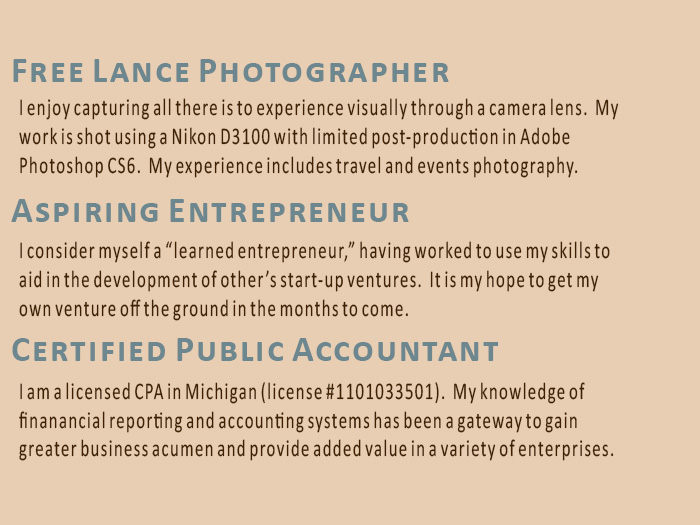 Free Lance Photographer
I enjoy capturing all there is to experience visually through a camera lens.  My
work is shot using a Nikon D3100 with limited post-production in Adobe
Photoshop CS6.  My experience includes travel and events photography.
Aspiring Entrepreneur
I consider myself a “learned entrepreneur,” having worked to use my skills to
aid in the development of other’s start-up ventures.  It is my hope to get my
own venture off the ground in the months to come.
Certified Public Accountant
I am a licensed CPA in Michigan (license #1101033501).  My knowledge of
finanancial reporting and accounting systems has been a gateway to gain
greater business acumen and provide added value in a variety of enterprises.